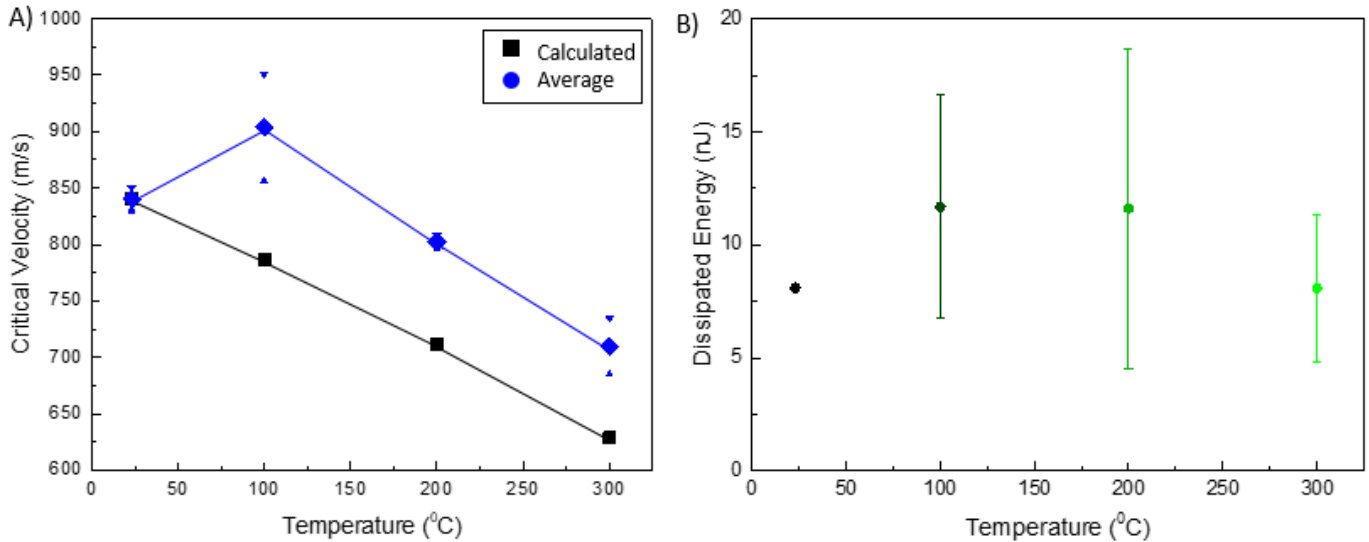 A)
Critical Velocity (m/s)
1000
950
900
850
800
750
700
650
600
0 50 100 150 200 250 300
Temperature (⁰C)
Calculated
Average
B)
Dissipated Energy (nJ)
20
15
10
5
0
0 50 100 150 200 250 300
Temperature (⁰C)